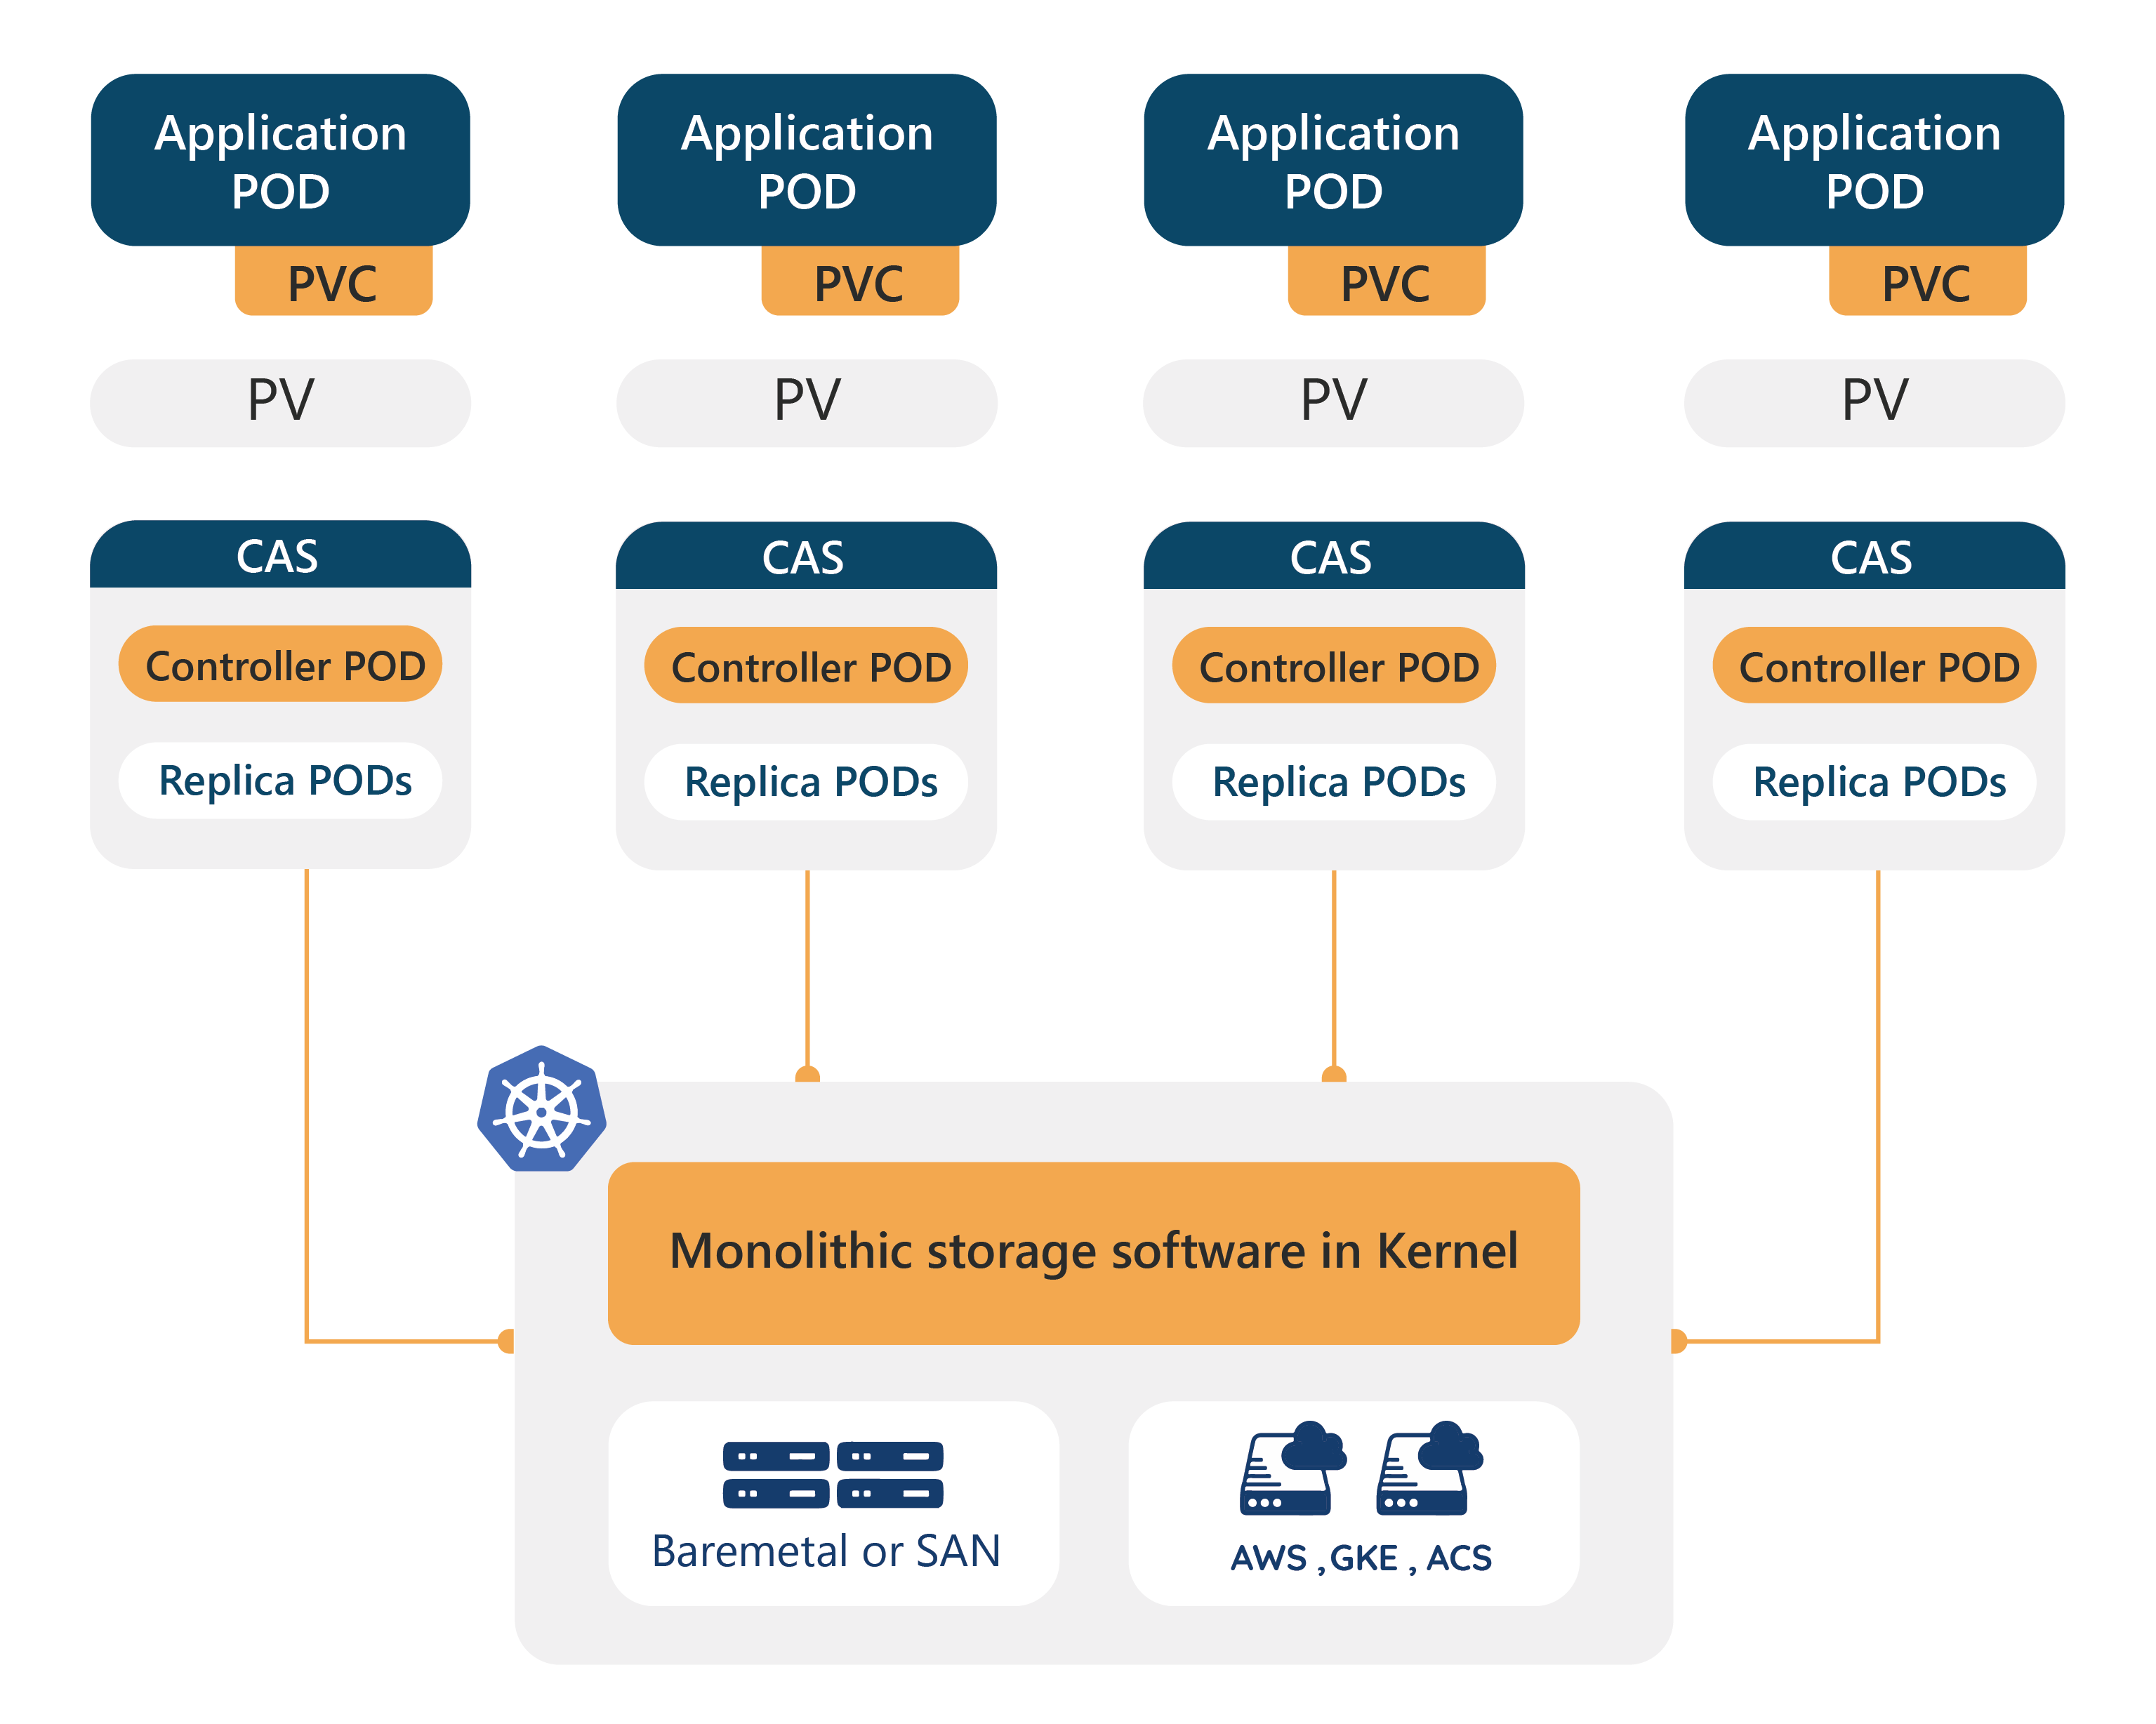 Application
POD
PVC
PV
CAS
Controller POD
Replica PODs
Application
POD
PVC
PV
CAS
Controller POD
Replica PODs
Application
POD
PVC
PV
CAS
Controller POD
Replica PODs
Application
POD
PVC
PV
CAS
Controller POD
Replica PODs
Monolithic storage software in Kernel
Baremetal or SAN
AWS ,GKE , ACS